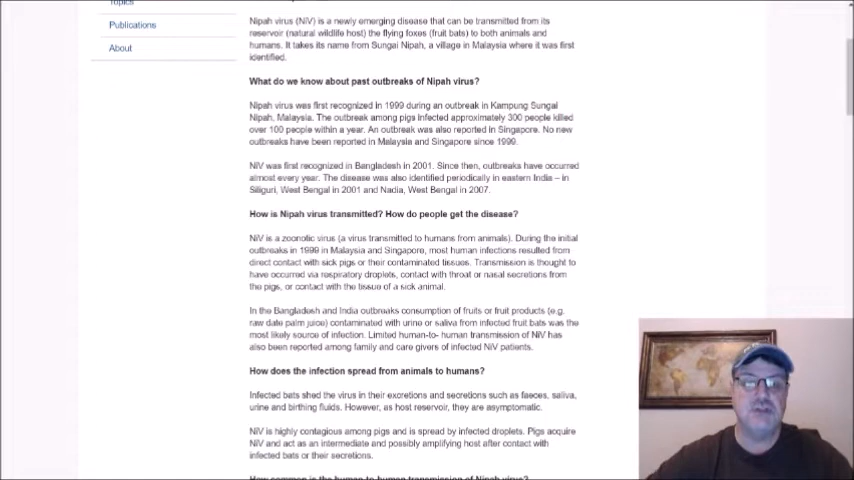 Topics
Publications
About
Nipah virus (NiV) is a newly emerging disease that can be transmitted from its
reservoir (natural wildlife host) the flying foxes (fruit bats) to both animals and
humans. It takes its name from Sungai Nipah, a village in Malaysia where it was first
identified.
What do we know about past outbreaks of Nipah virus?
Nipah virus was first recognized in 1999 during an outbreak in Kampung Sungai
Nipah, Malaysia. The outbreak among pigs infected approximately 300 people killed
over 100 people within a year. An outbreak was also reported in Singapore. No new
outbreaks have been reported in Malaysia and Singapore since 1999.
NiV was first recognized in Bangladesh in 2001. Since then, outbreaks have occurred
almost every year. The disease was also identified periodically in eastern India – in
Siliguri, West Bengal in 2001 and Nadia, West Bengal in 2007.
How is Nipah virus transmitted? How do people get the disease?
NiV is a zoonotic virus (a virus transmitted to humans from animals). During the initial
outbreaks in 1999 in Malaysia and Singapore, most human infections resulted from
direct contact with sick pigs or their contaminated tissues. Transmission is thought to
have occurred via respiratory droplets, contact with throat or nasal secretions from
the pigs, or contact with the tissue of a sick animal.
In the Bangladesh and India outbreaks consumption of fruits or fruit products (e.g.
raw date palm juice) contaminated with urine or saliva from infected fruit bats was the
most likely source of infection. Limited human-to- human transmission of NiV has
also been reported among family and care givers of infected NiV patients.
How does the infection spread from animals to humans?
Infected bats shed the virus in their excretions and secretions such as faeces, saliva,
urine and birthing fluids. However, as host reservoir, they are asymptomatic.
NiV is highly contagious among pigs and is spread by infected droplets. Pigs acquire
NiV and act as an intermediate and possibly amplifying host after contact with
infected bats or their secretions.
How common is the human-to-human transmission of Nipah virus?